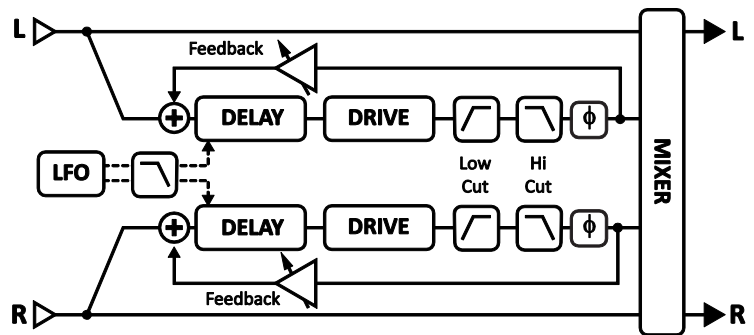 L
L
Feedback
+
DELAY
DRIVE
ϕ
LFO
Low
Cut
Hi
Cut
MIXER
+
DELAY
DRIVE
ϕ
Feedback
R
R